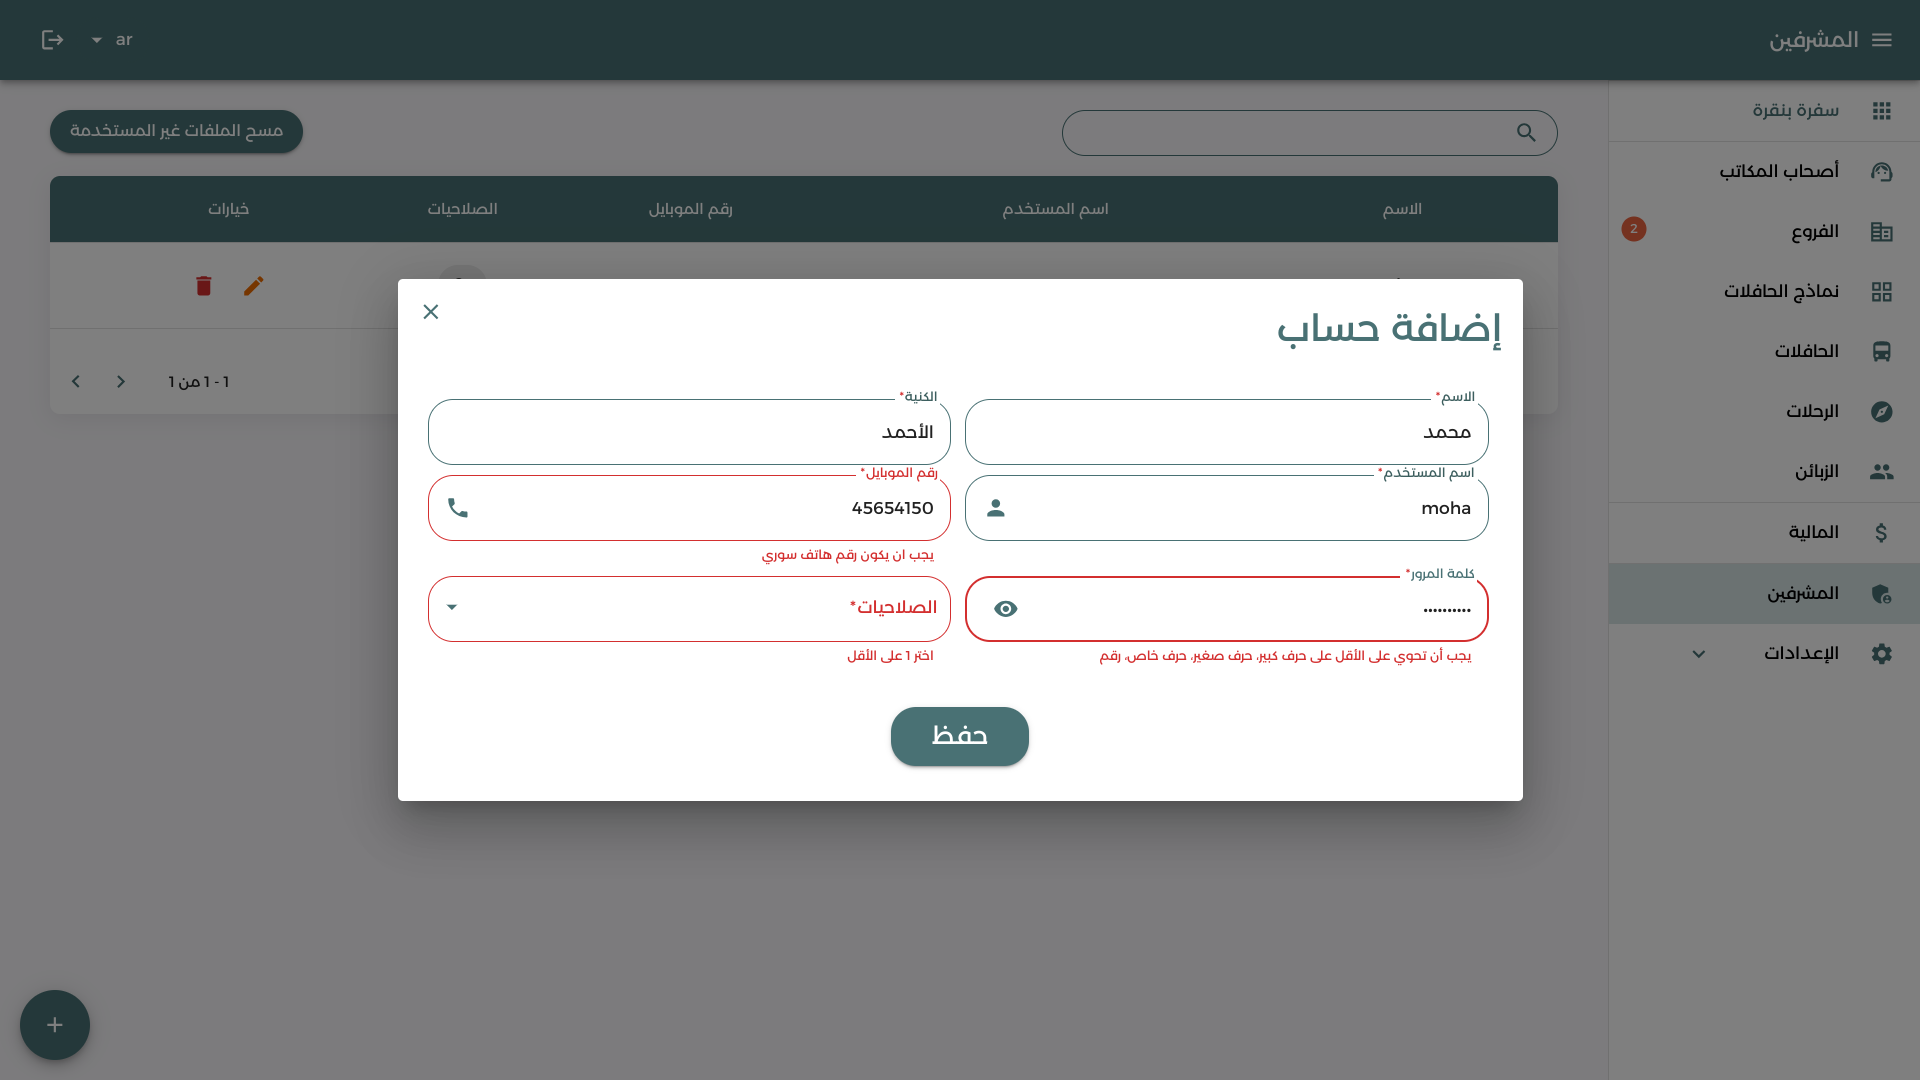 المشرفين
ar
سفرة بنقرة
أصحاب المكاتب
الفروع
2
نماذج الحافلات
الحافلات
الرحلات
الزبائن
المالية
المشرفين
الإعدادات
مسح الملفات غير المستخدمة
الاسم
اسم المستخدم
رقم الموبايل
الصلاحيات
خيارات
1 - 1 من 1
إضافة حساب
الاسم*
محمد
الكنية*
الأحمد
اسم المستخدم*
moha
رقم الموبايل*
45654150
يجب ان يكون رقم هاتف سوري
كلمة المرور*
••••••••••
يجب أن تحوي على الأقل على حرف كبير، حرف صغير، حرف خاص، رقم
الصلاحيات*
اختر 1 على الأقل
حفظ